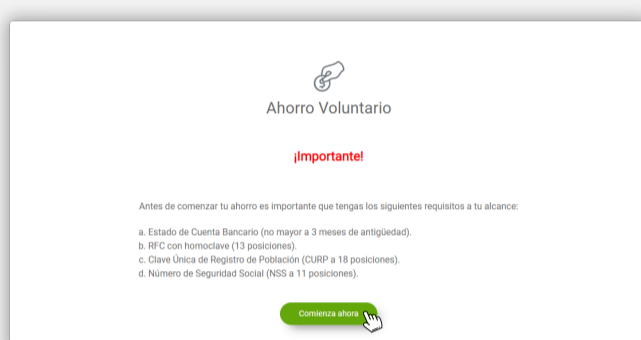 Ahorro Voluntario
¡Importante!
Antes de comenzar tu ahorro es importante que tengas los siguientes requisitos a tu alcance:
a. Estado de Cuenta Bancario (no mayor a 3 meses de antigüedad).
b. RFC con homoclave (13 posiciones).
c. Clave Única de Registro de Población (CURP a 18 posiciones).
d. Número de Seguridad Social (NSS a 11 posiciones).
Comienza ahora